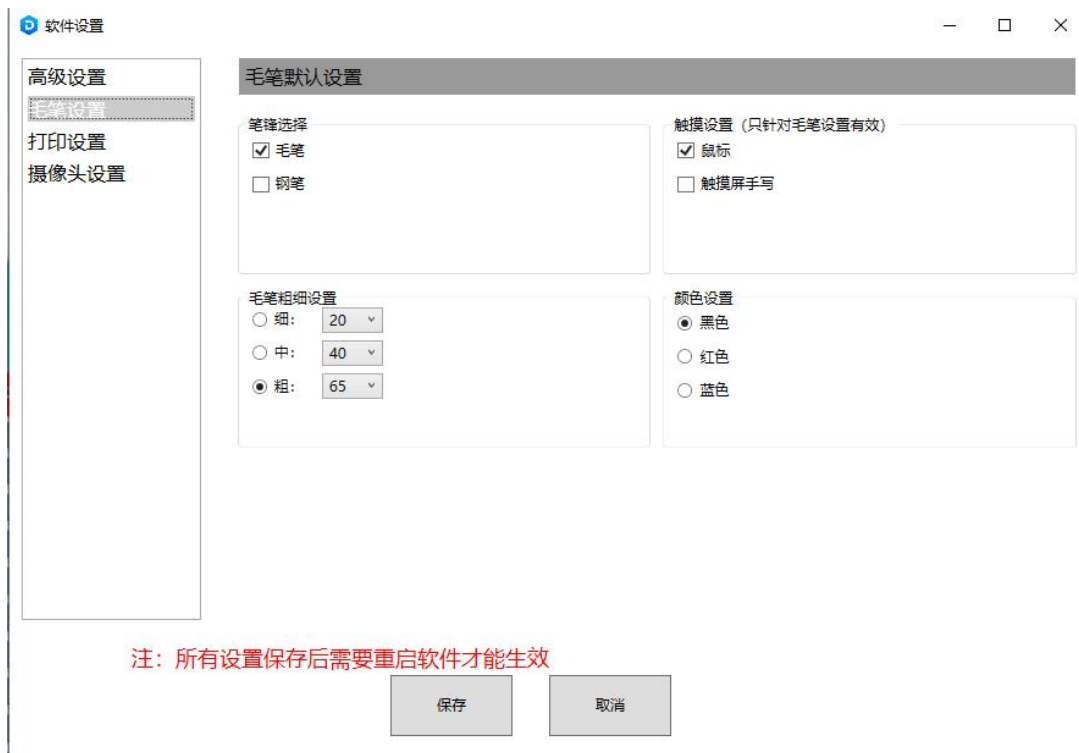 软件设置
高级设置
毛笔设置
打印设置
摄像头设置
毛笔默认设置
笔锋选择
毛笔
钢笔
触摸设置（只针对毛笔设置有效）
鼠标
触摸屏手写
毛笔粗细设置
细： 20
中： 40
粗： 65
颜色设置
黑色
红色
蓝色
注：所有设置保存后需要重启软件才能生效
保存 取消